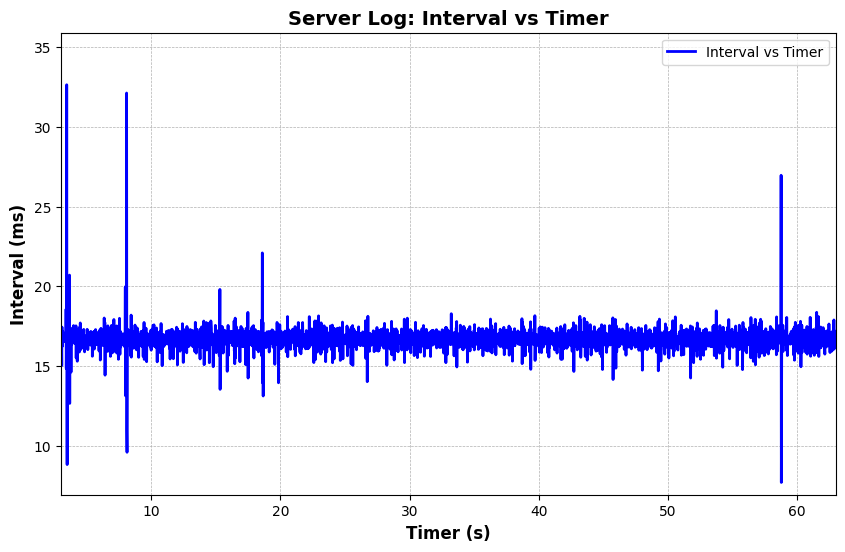 Server Log: Interval vs Timer
Interval vs Timer
Interval (ms)
35
30
25
20
15
10
10 20 30 40 50 60
Timer (s)